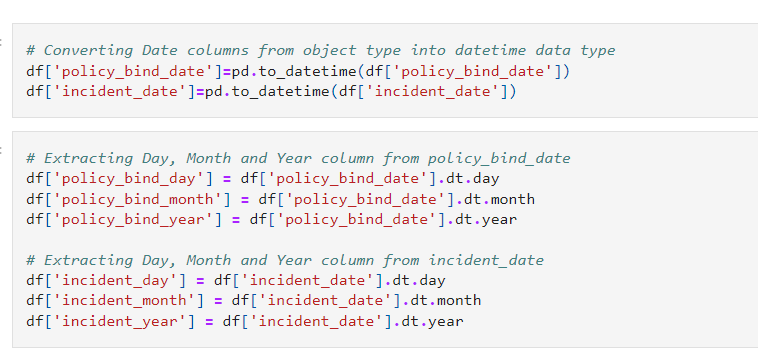 # Converting Date columns from object type into datetime data type
df['policy_bind_date']=pd.to_datetime(df['policy_bind_date'])
df['incident_date']=pd.to_datetime(df['incident_date'])
# Extracting Day, Month and Year column from policy_bind_date
df['policy_bind_day'] = df['policy_bind_date'].dt.day
df['policy_bind_month'] = df['policy_bind_date'].dt.month
df['policy_bind_year'] = df['policy_bind_date'].dt.year
# Extracting Day, Month and Year column from incident_date
df['incident_day'] = df['incident_date'].dt.day
df['incident_month'] = df['incident_date'].dt.month
df['incident_year'] = df['incident_date'].dt.year